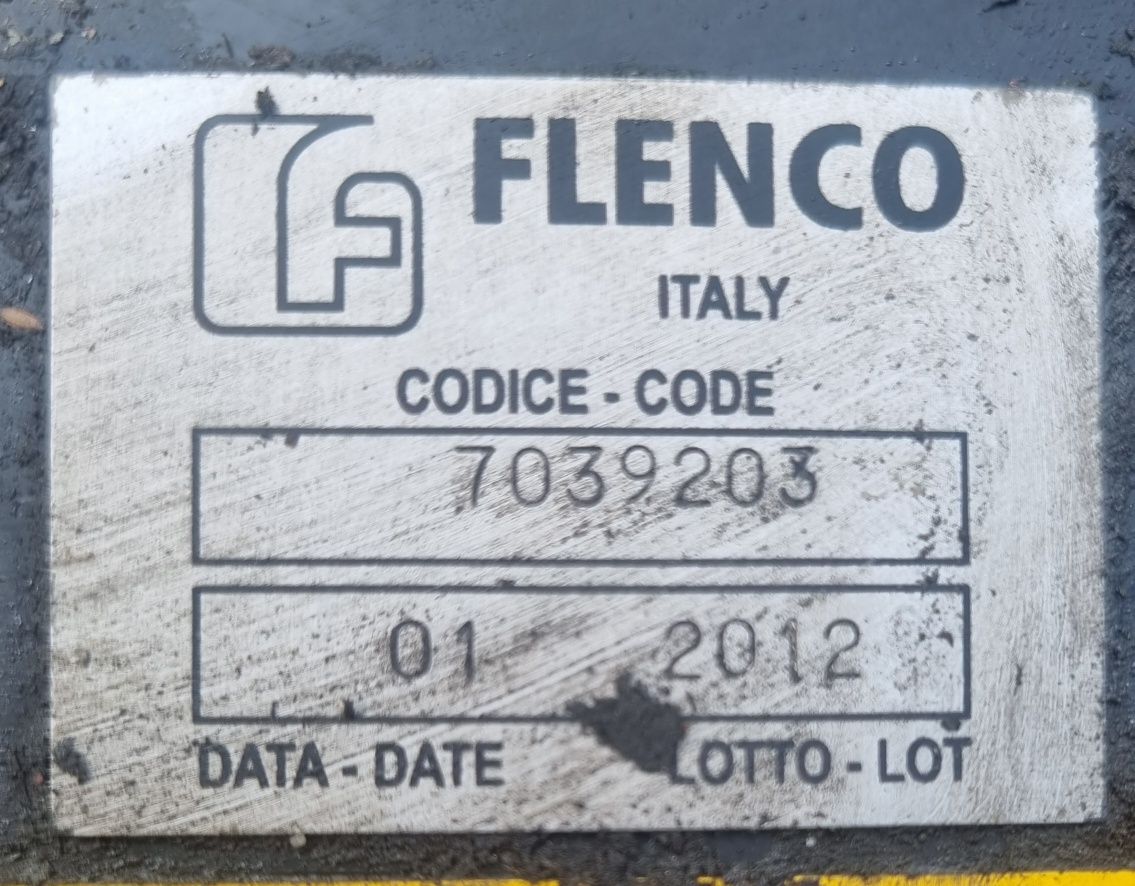 FLENCO
ITALY
CODICE - CODE
7039203
01 2012
DATA - DATE LOTTO - LOT